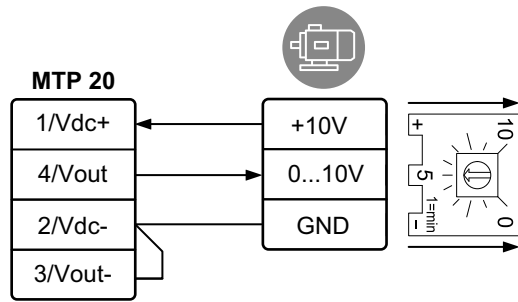 MTP 20
1/Vdc+
4/Vout
2/Vdc-
3/Vout-
+10V
0...10V
GND
+
5
-
1=min
10
0